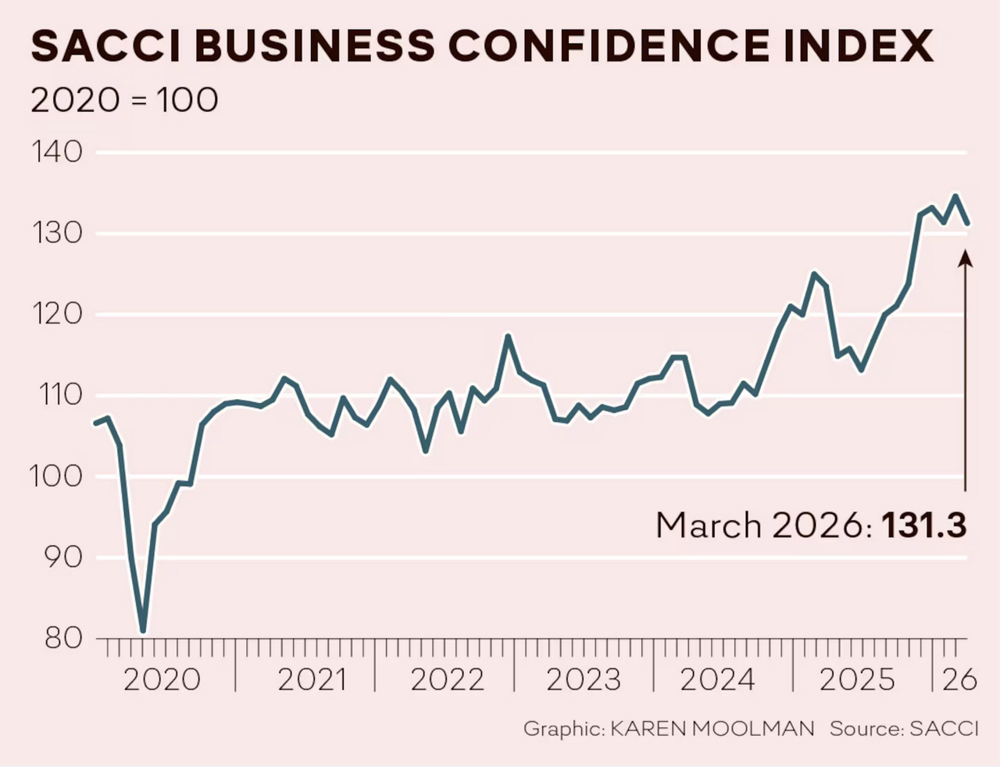 SACCI BUSINESS CONFIDENCE INDEX
2020 = 100
140
130
120
110
100
90
80
March 2026: 131.3
2020 2021 2022 2023 2024 2025 26
Graphic: KAREN MOOLMAN Source: SACCI